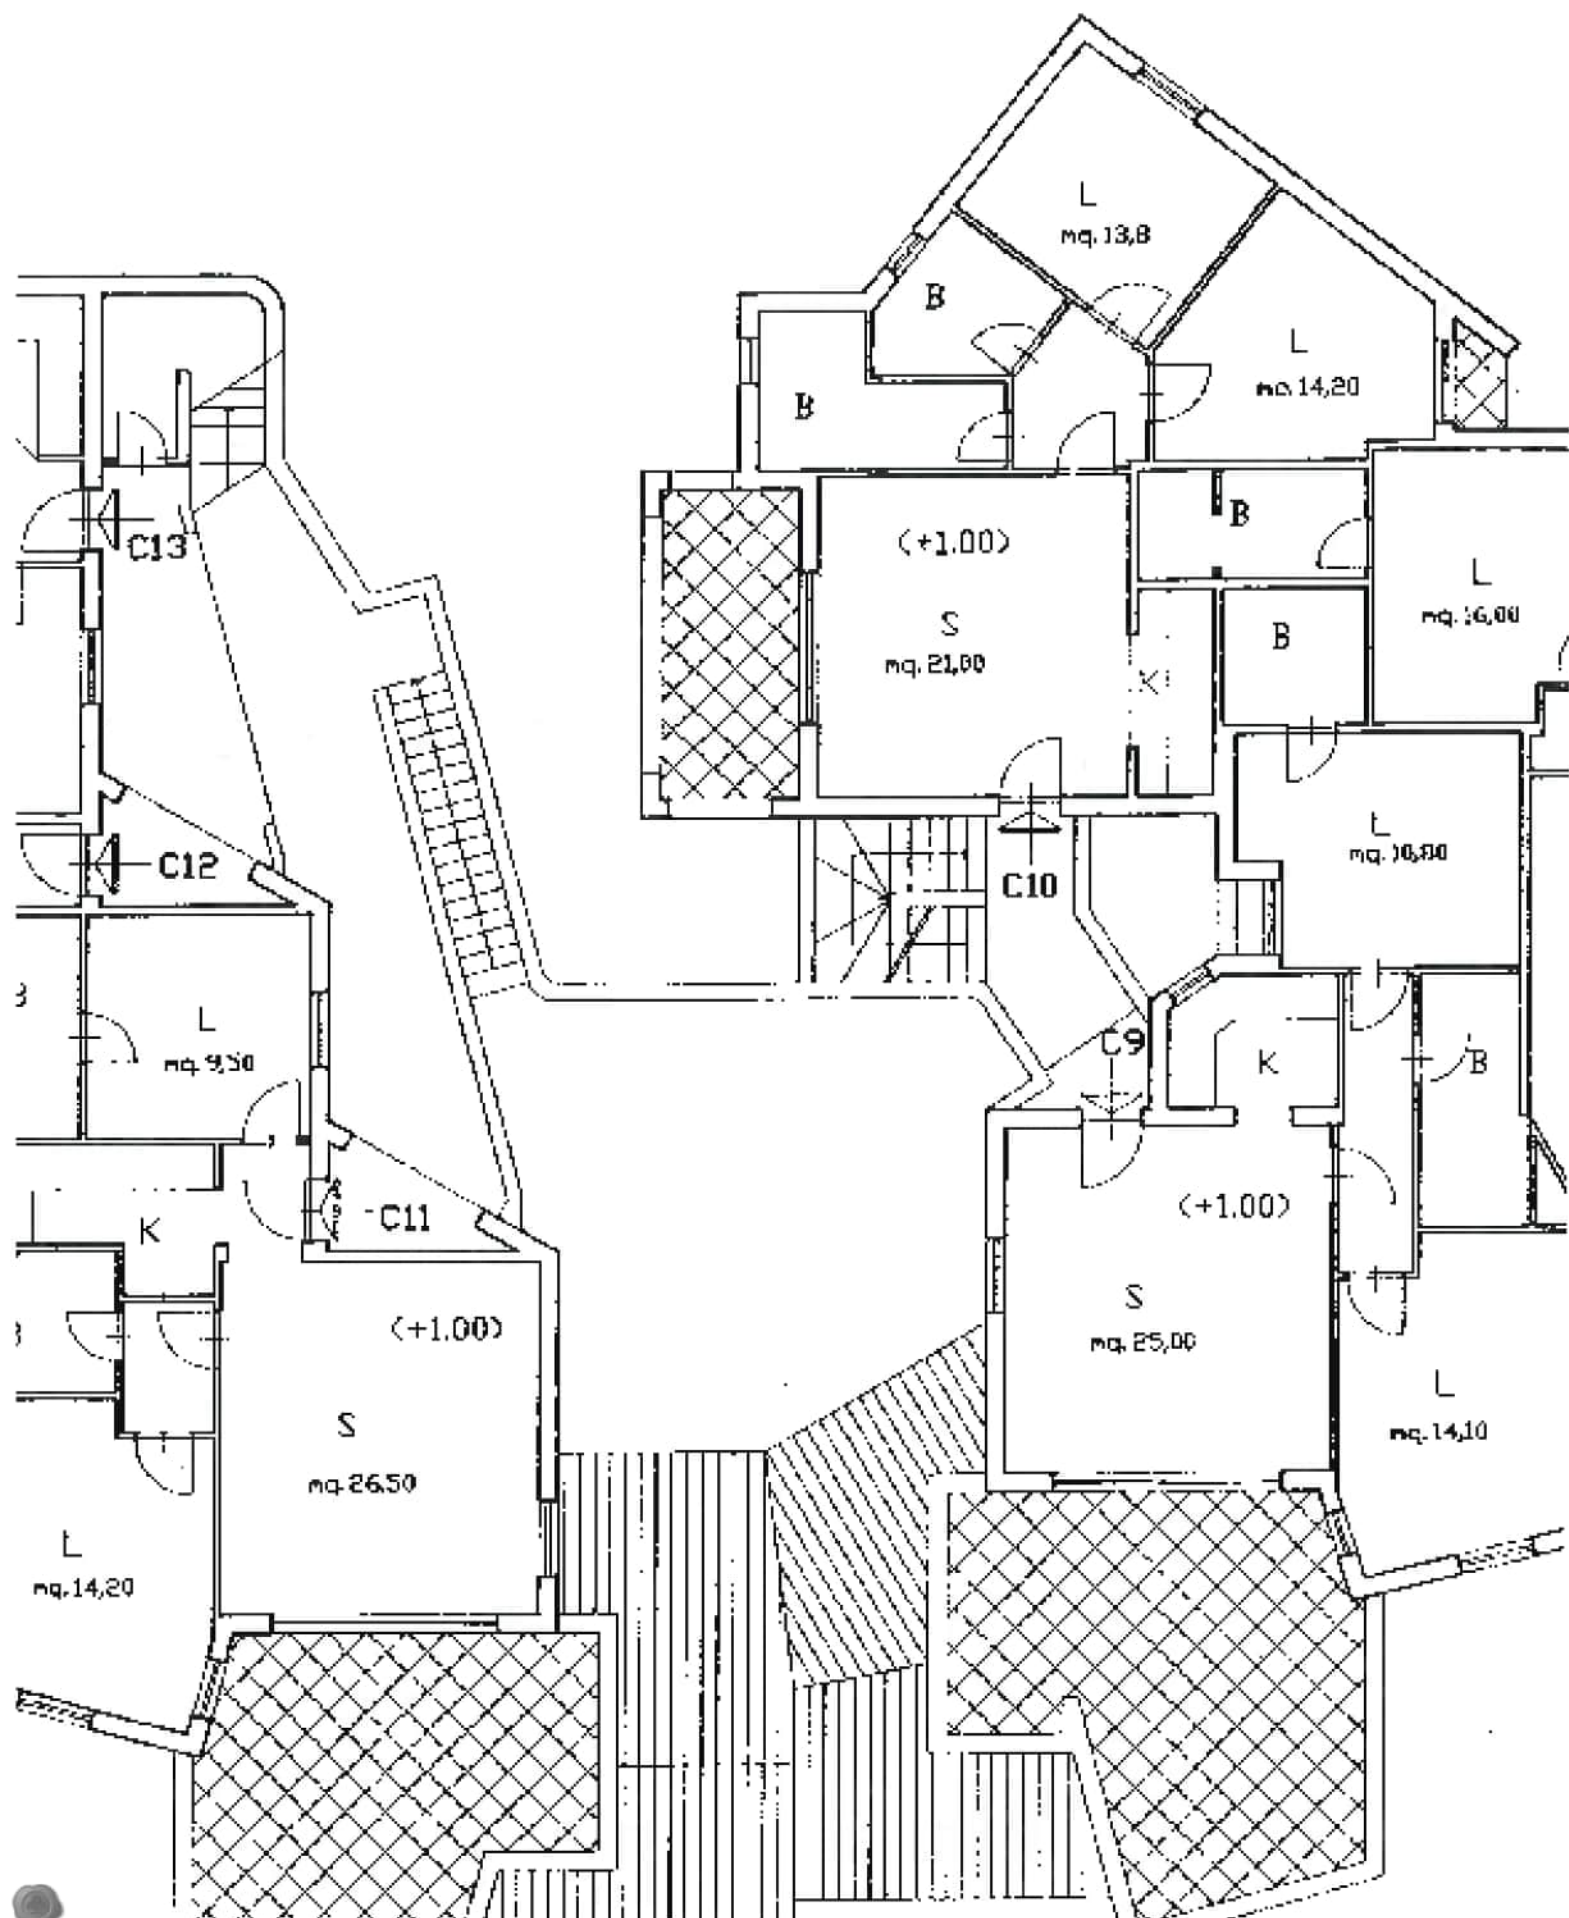 L
mq.13,8
B
L
mq.14,20
B
B
(+1.00)
C13
L
mq.16,00
S
mq.21,00
B
K
L
C12
C10
L
mq.9,50
C9
K
B
C11
K
(+1.00)
S
mq.25,00
(+1.00)
L
mq.14,10
S
mq.26,50
L
mq.14,20